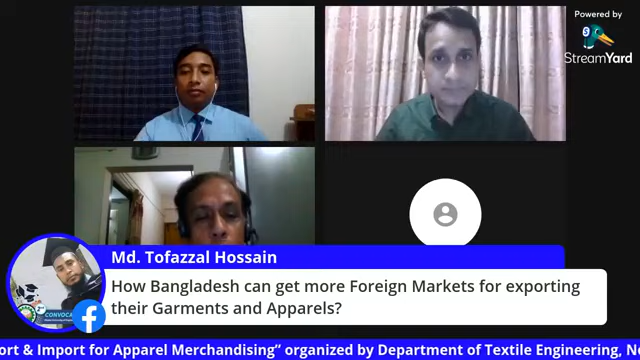 Powered by
StreamYard
Md. Tofazzal Hossain
How Bangladesh can get more Foreign Markets for exporting
their Garments and Apparels?
CONVOCA
ort & Import for Apparel Merchandising” organized by Department of Textile Engineering, No